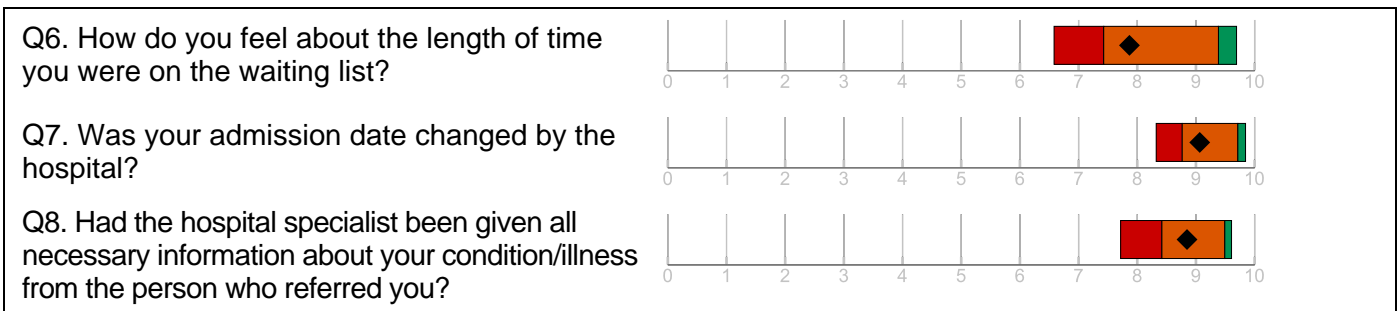 Q6. How do you feel about the length of time
you were on the waiting list?
0 1 2 3 4 5 6 7 8 9 10
Q7. Was your admission date changed by the
hospital?
0 1 2 3 4 5 6 7 8 9 10
Q8. Had the hospital specialist been given all
necessary information about your condition/illness
from the person who referred you?
0 1 2 3 4 5 6 7 8 9 10